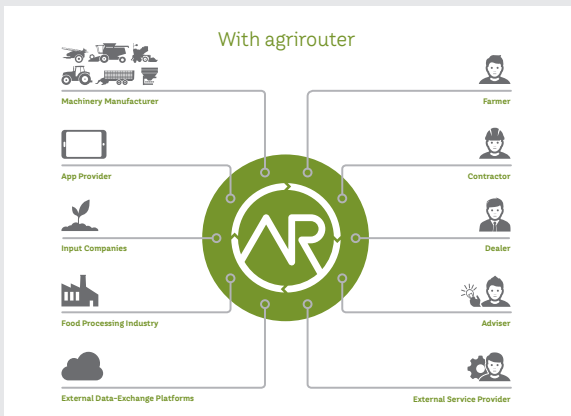 With agrirouter
Machinery Manufacturer
Farmer
App Provider
Contractor
Input Companies
Dealer
AR
Food Processing Industry
Adviser
External Data-Exchange Platforms
External Service Provider